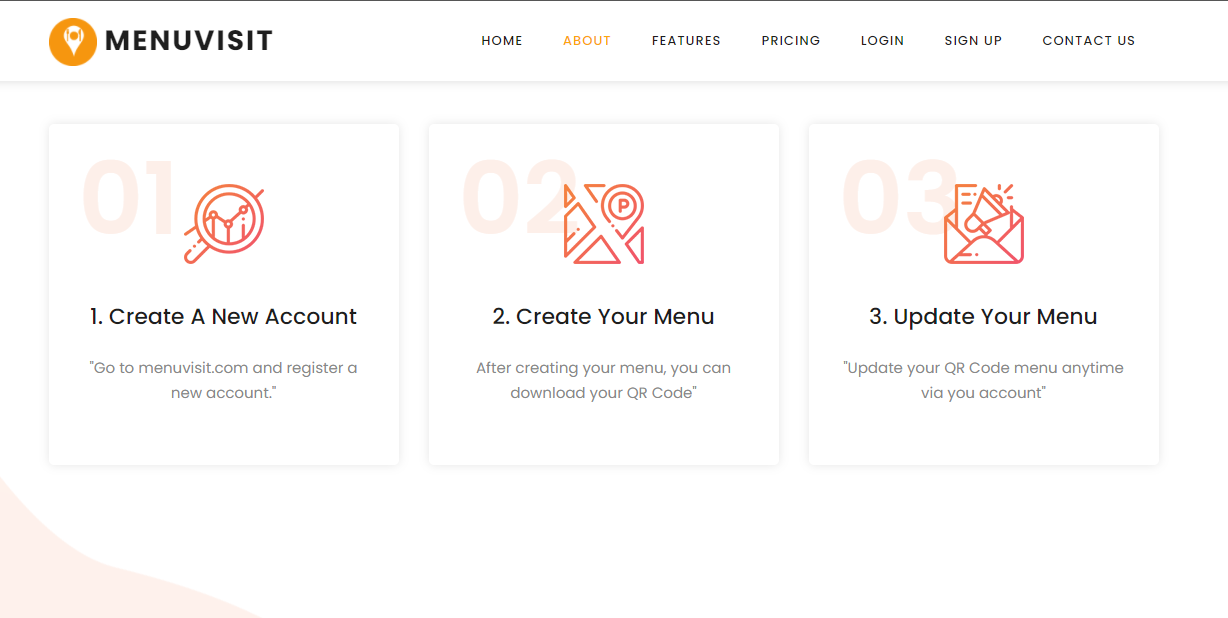 MENUVISIT
HOME ABOUT FEATURES PRICING LOGIN SIGN UP CONTACT US
01
1. Create A New Account
"Go to menuvisit.com and register a
new account."
02
P
2. Create Your Menu
After creating your menu, you can
download your QR Code"
03
3. Update Your Menu
"Update your QR Code menu anytime
via you account"